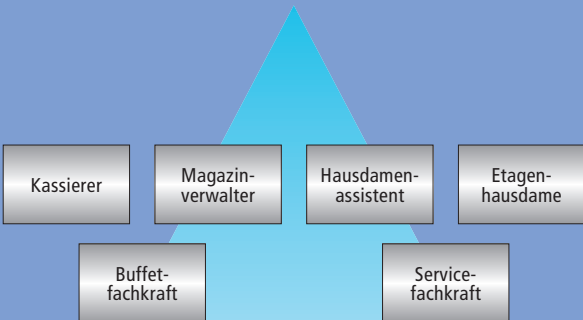 Kassierer
Magazin-
verwalter
Hausdamen-
assistent
Etagen-
hausdame
Buffet-
fachkraft
Service-
fachkraft